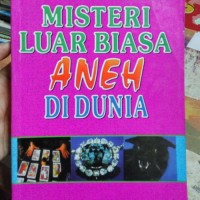 MISTERI
LUAR BIASA
ANEH
DI DUNIA